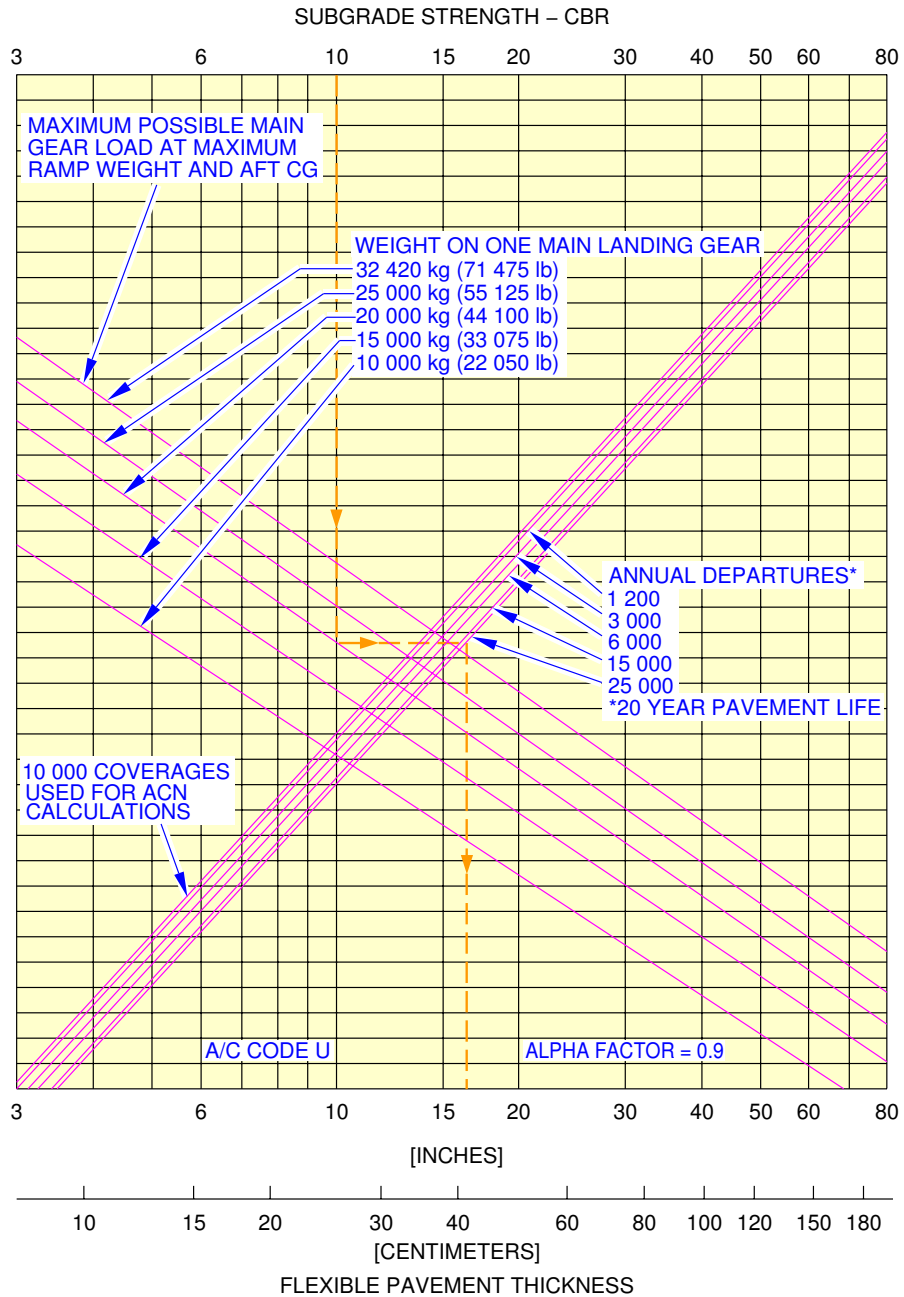 SUBGRADE STRENGTH – CBR
3 6 10 15 20 30 40 50 60 80
MAXIMUM POSSIBLE MAIN
GEAR LOAD AT MAXIMUM
RAMP WEIGHT AND AFT CG
WEIGHT ON ONE MAIN LANDING GEAR
32 420 kg (71 475 lb)
25 000 kg (55 125 lb)
20 000 kg (44 100 lb)
15 000 kg (33 075 lb)
10 000 kg (22 050 lb)
ANNUAL DEPARTURES*
1 200
3 000
6 000
15 000
25 000
*20 YEAR PAVEMENT LIFE
10 000 COVERAGES
USED FOR ACN
CALCULATIONS
A/C CODE U
ALPHA FACTOR = 0.9
3 6 10 15 20 30 40 50 60 80
[INCHES]
10 15 20 30 40 60 80 100 120 150 180
[CENTIMETERS]
FLEXIBLE PAVEMENT THICKNESS